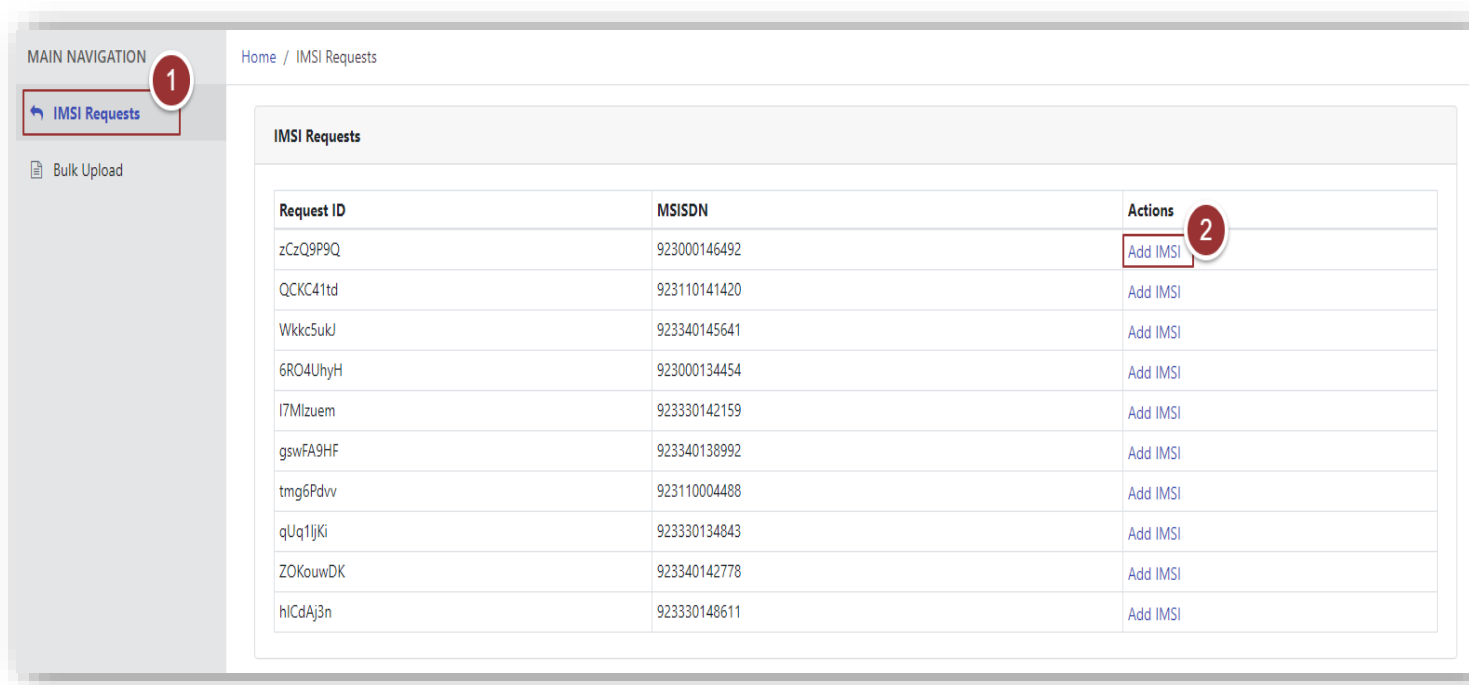 MAIN NAVIGATION
1
IMSI Requests
Bulk Upload
Home / IMSI Requests
IMSI Requests
Request ID MSISDN Actions
2
zCzQ9P9Q 923000146492 Add IMSI
QCKC41td 923110141420 Add IMSI
Wkkc5ukJ 923340145641 Add IMSI
6RO4UhyH 923000134454 Add IMSI
I7MIzuem 923330142159 Add IMSI
gswFA9HF 923340138992 Add IMSI
tmg6Pdvv 923110004488 Add IMSI
qUq1ljKi 923330134843 Add IMSI
ZOKouwDK 923340142778 Add IMSI
hICdAj3n 923330148611 Add IMSI